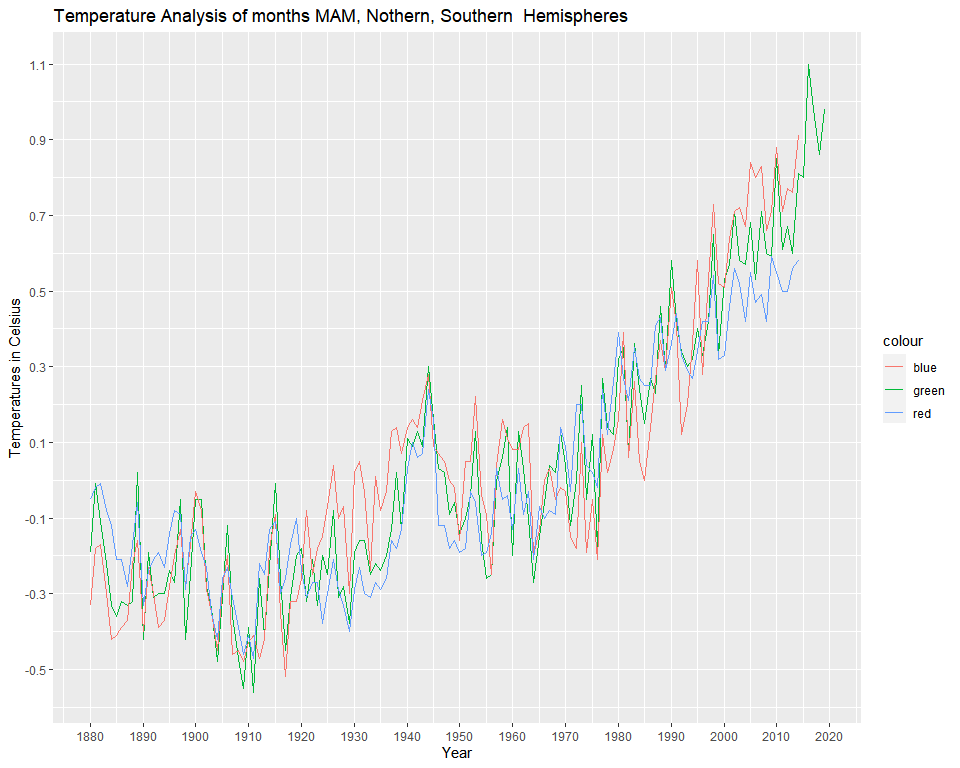 Temperature Analysis of months MAM, Nothern, Southern  Hemispheres
1.1
0.9
0.7
0.5
0.3
0.1
-0.1
-0.3
-0.5
Temperatures in Celsius
1880 1890 1900 1910 1920 1930 1940 1950 1960 1970 1980 1990 2000 2010 2020
Year
colour
blue
green
red